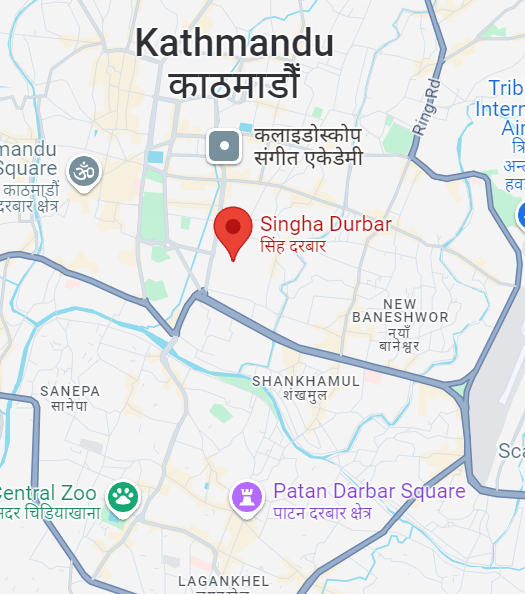 Kathmandu
काठमाडौँ
Ring Rd
Trib
Intern
Air
त्रि
अन्त
हवा
कलाइडोस्कोप
संगीत एकेडेमी
mandu
Square
काठमाडौं
दरबार क्षेत्र
Singha Durbar
सिंह दरबार
NEW
BANESHWOR
नयाँ
बानेश्वर
SHANKHAMUL
शंखमुल
SANEPA
सानेपा
Sca
Central Zoo
सदर चिडियाखाना
Patan Darbar Square
पाटन दरबार क्षेत्र
LAGANKHEL